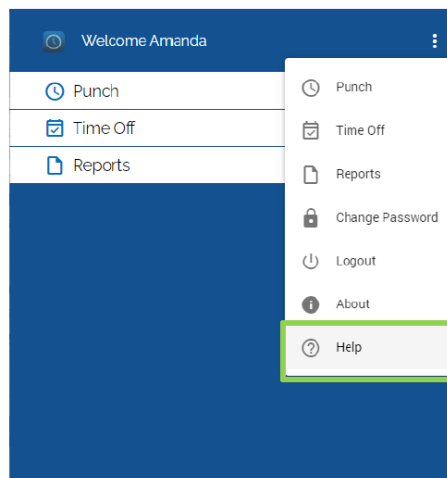 Welcome Amanda
Punch
Time Off
Reports
Punch
Time Off
Reports
Change Password
Logout
About
Help